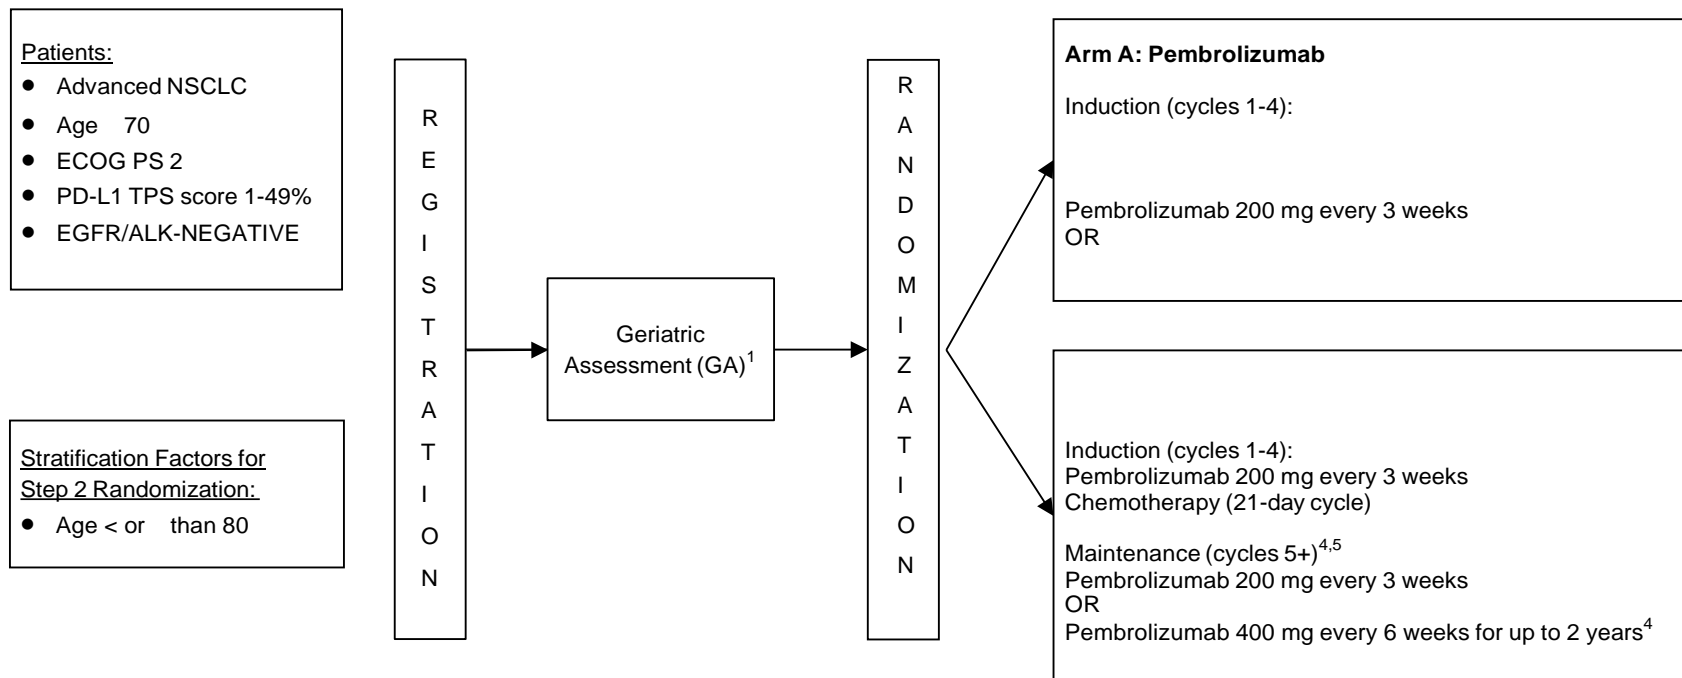 Patients:
● Advanced NSCLC
● Age 70
● ECOG PS 2
● PD-L1 TPS score 1-49%
● EGFR/ALK-NEGATIVE
Stratification Factors for
Step 2 Randomization:
● Age < or than 80
REGISTRATION
Geriatric
Assessment (GA)1
RANDOMIZATION
Arm A: Pembrolizumab
Induction (cycles 1-4):
Pembrolizumab 200 mg every 3 weeks
OR
Induction (cycles 1-4):
Pembrolizumab 200 mg every 3 weeks
Chemotherapy (21-day cycle)
Maintenance (cycles 5+)4,5
Pembrolizumab 200 mg every 3 weeks
OR
Pembrolizumab 400 mg every 6 weeks for up to 2 years4